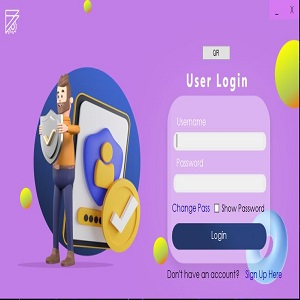 _ X
QR
User Login
Username
Password
Change Pass Show Password
Login
Don't have an account? Sign Up Here